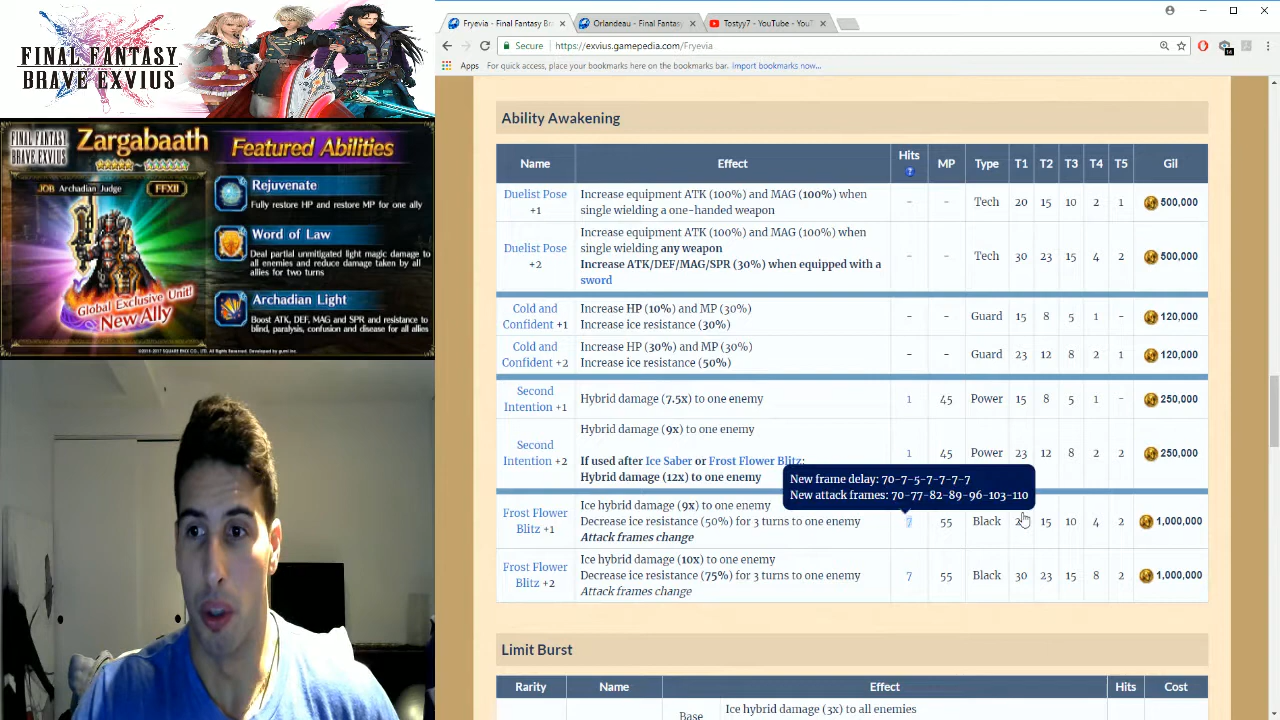 FINAL FANTASY
BRAVE EXVIUS
FINAL FANTASY
BRAVE EXVIUS
Zargabaath
JOB Archadian Judge
FFXII
Global Exclusive Unit!
New Ally
Featured Abilities
Rejuvenate
Fully restore HP and restore MP for one ally
Word of Law
Deal partial unmitigated light magic damage to
enemies and reduce damage taken by all
allies for two turns
Archadian Light
Boost ATK, DEF, MAG and SPR and resistance to
blind, paralysis, confusion and disease for all allies
Fryevia - Final Fantasy Br
Orlandeau - Final Fantasy
Tostyy7 - YouTube - YouT
Secure
https://exvius.gamepedia.com/Fryevia
Apps
For quick access, place your bookmarks here on the bookmarks bar.
Import bookmarks now...
Ability Awakening
Name Effect Hits MP Type T1 T2 T3 T4 T5 Gil
Duelist Pose +1
Increase equipment ATK (100%) and MAG (100%) when
single wielding a one-handed weapon
- - Tech 20 15 10 2 1 500,000
Duelist Pose +2
Increase equipment ATK (100%) and MAG (100%) when
single wielding any weapon
Increase ATK/DEF/MAG/SPR (30%) when equipped with a
sword
- - Tech 30 23 15 4 2 500,000
Cold and Confident +1
Increase HP (10%) and MP (30%)
Increase ice resistance (30%)
- - Guard 15 8 5 1 - 120,000
Cold and Confident +2
Increase HP (30%) and MP (30%)
Increase ice resistance (50%)
- - Guard 23 12 8 2 1 120,000
Second Intention +1
Hybrid damage (7.5x) to one enemy
1 45 Power 15 8 5 1 - 250,000
Second Intention +2
Hybrid damage (9x) to one enemy
If used after Ice Saber or Frost Flower Blitz:
Hybrid damage (12x) to one enemy
1 45 Power 23 12 8 2 1 250,000
New frame delay: 70-7-5-7-7-7-7
New attack frames: 70-77-82-89-96-103-110
Frost Flower Blitz +1
Ice hybrid damage (9x) to one enemy
Decrease ice resistance (50%) for 3 turns to one enemy
Attack frames change
7 55 Black 15 10 4 2 1,000,000
Frost Flower Blitz +2
Ice hybrid damage (10x) to one enemy
Decrease ice resistance (75%) for 3 turns to one enemy
Attack frames change
7 55 Black 30 23 15 8 2 1,000,000
Limit Burst
Rarity Name Effect Hits Cost
Base
Ice hybrid damage (3x) to all enemies